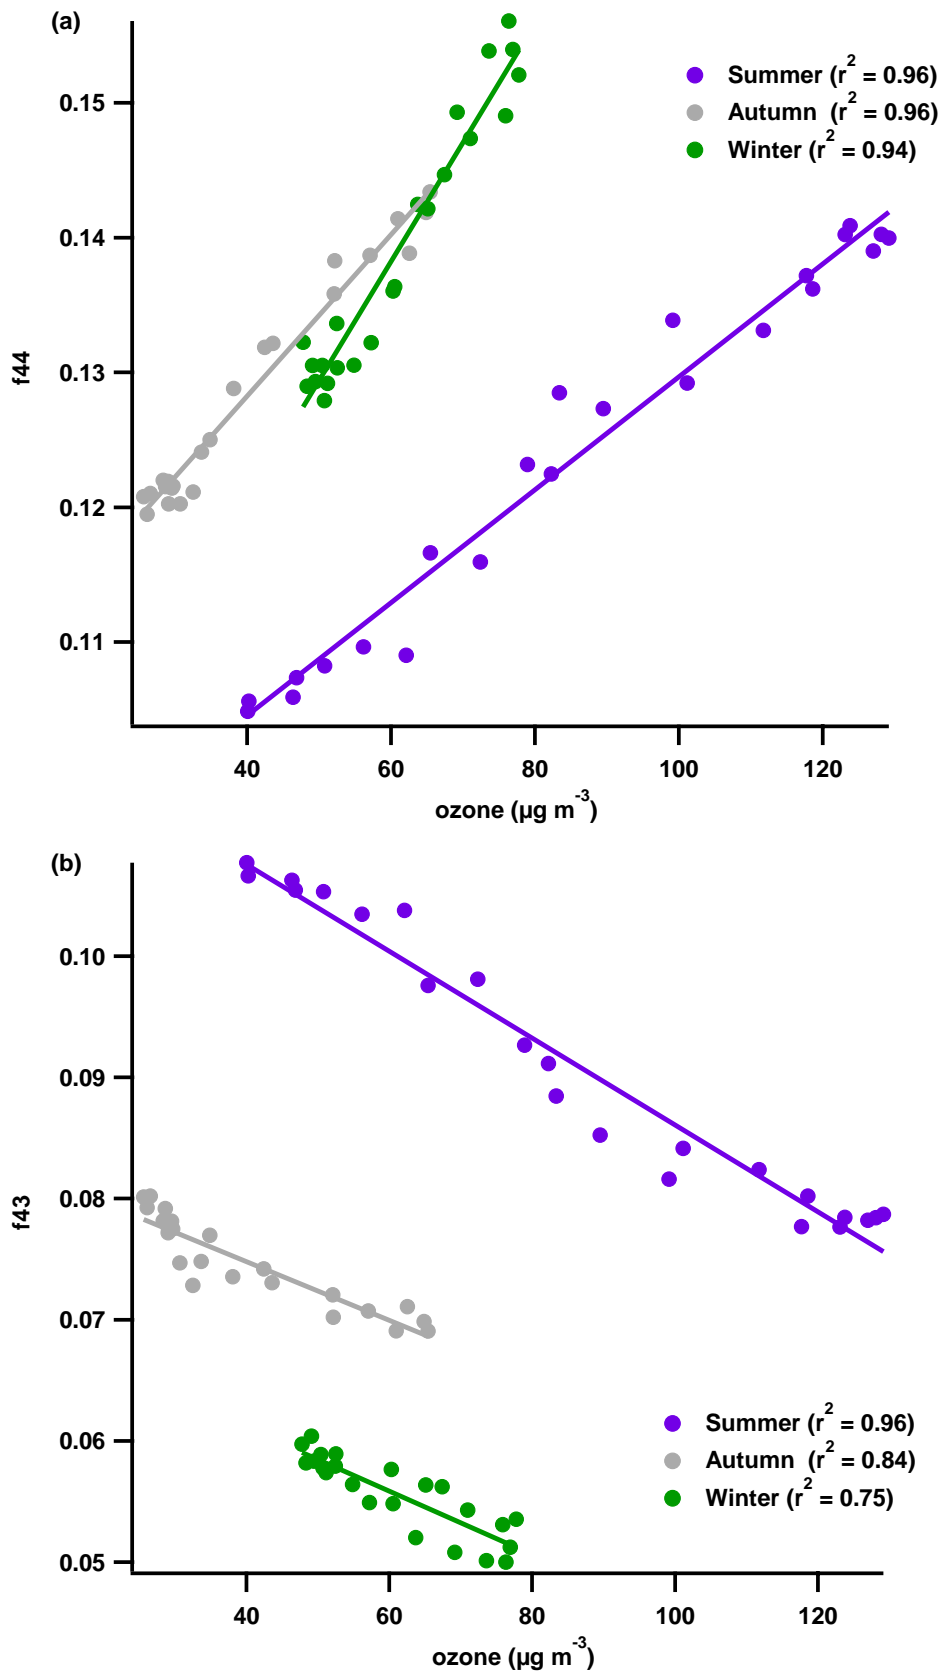 (a)
Summer (r² = 0.96)
Autumn (r² = 0.96)
Winter (r² = 0.94)
0.15
0.14
0.13
0.12
0.11
f44
40 60 80 100 120
ozone (µg m⁻³)
(b)
0.10
0.09
0.08
0.07
0.06
0.05
f43
Summer (r² = 0.96)
Autumn (r² = 0.84)
Winter (r² = 0.75)
40 60 80 100 120
ozone (µg m⁻³)